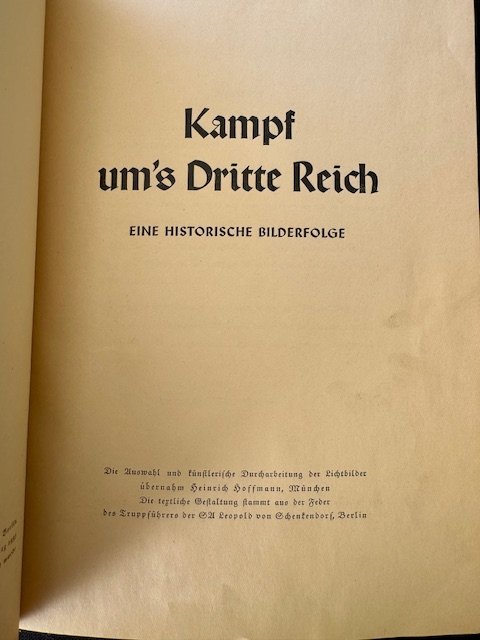 Kampf
um's Dritte Reich
EINE HISTORISCHE BILDERFOLGE
Die Auswahl und künstlerische Durcharbeitung der Lichtbilder
übernahm Heinrich Hoffmann, München
Die textliche Gestaltung stammt aus der Feder
des Truppführers der SA Leopold von Schenkendorf, Berlin